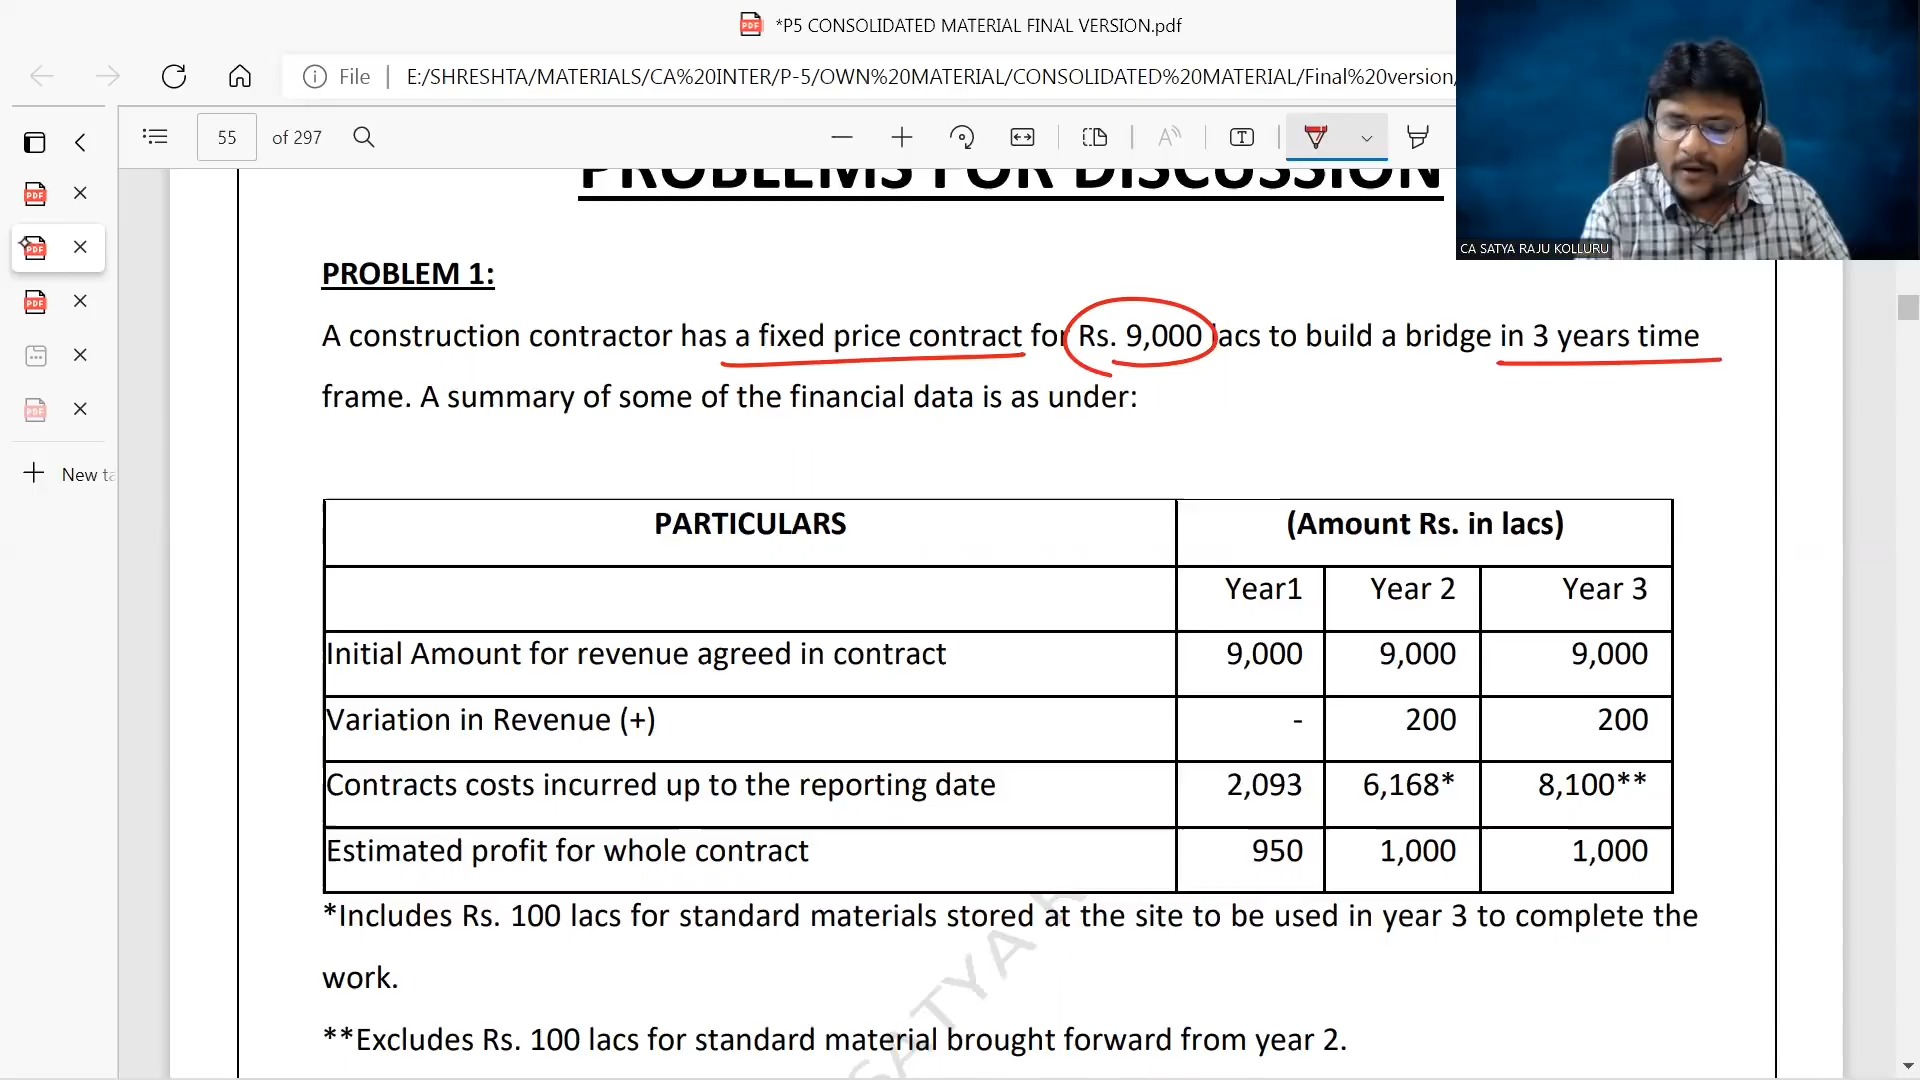 *P5 CONSOLIDATED MATERIAL FINAL VERSION.pdf
File
E:/SHRESHTA/MATERIALS/CA%20INTER/P-5/OWN%20MATERIAL/CONSOLIDATED%20MATERIAL/Final%20version,
55 of 297
PROBLEMS FOR DISCUSSION
CA SATYA RAJU KOLLURU
New ta
PROBLEM 1:
A construction contractor has a fixed price contract for Rs. 9,000 lacs to build a bridge in 3 years time
frame. A summary of some of the financial data is as under:
PARTICULARS (Amount Rs. in lacs)
Year1 Year 2 Year 3
Initial Amount for revenue agreed in contract 9,000 9,000 9,000
Variation in Revenue (+) - 200 200
Contracts costs incurred up to the reporting date 2,093 6,168* 8,100**
Estimated profit for whole contract 950 1,000 1,000
*Includes Rs. 100 lacs for standard materials stored at the site to be used in year 3 to complete the
work.
**Excludes Rs. 100 lacs for standard material brought forward from year 2.
SATYA R